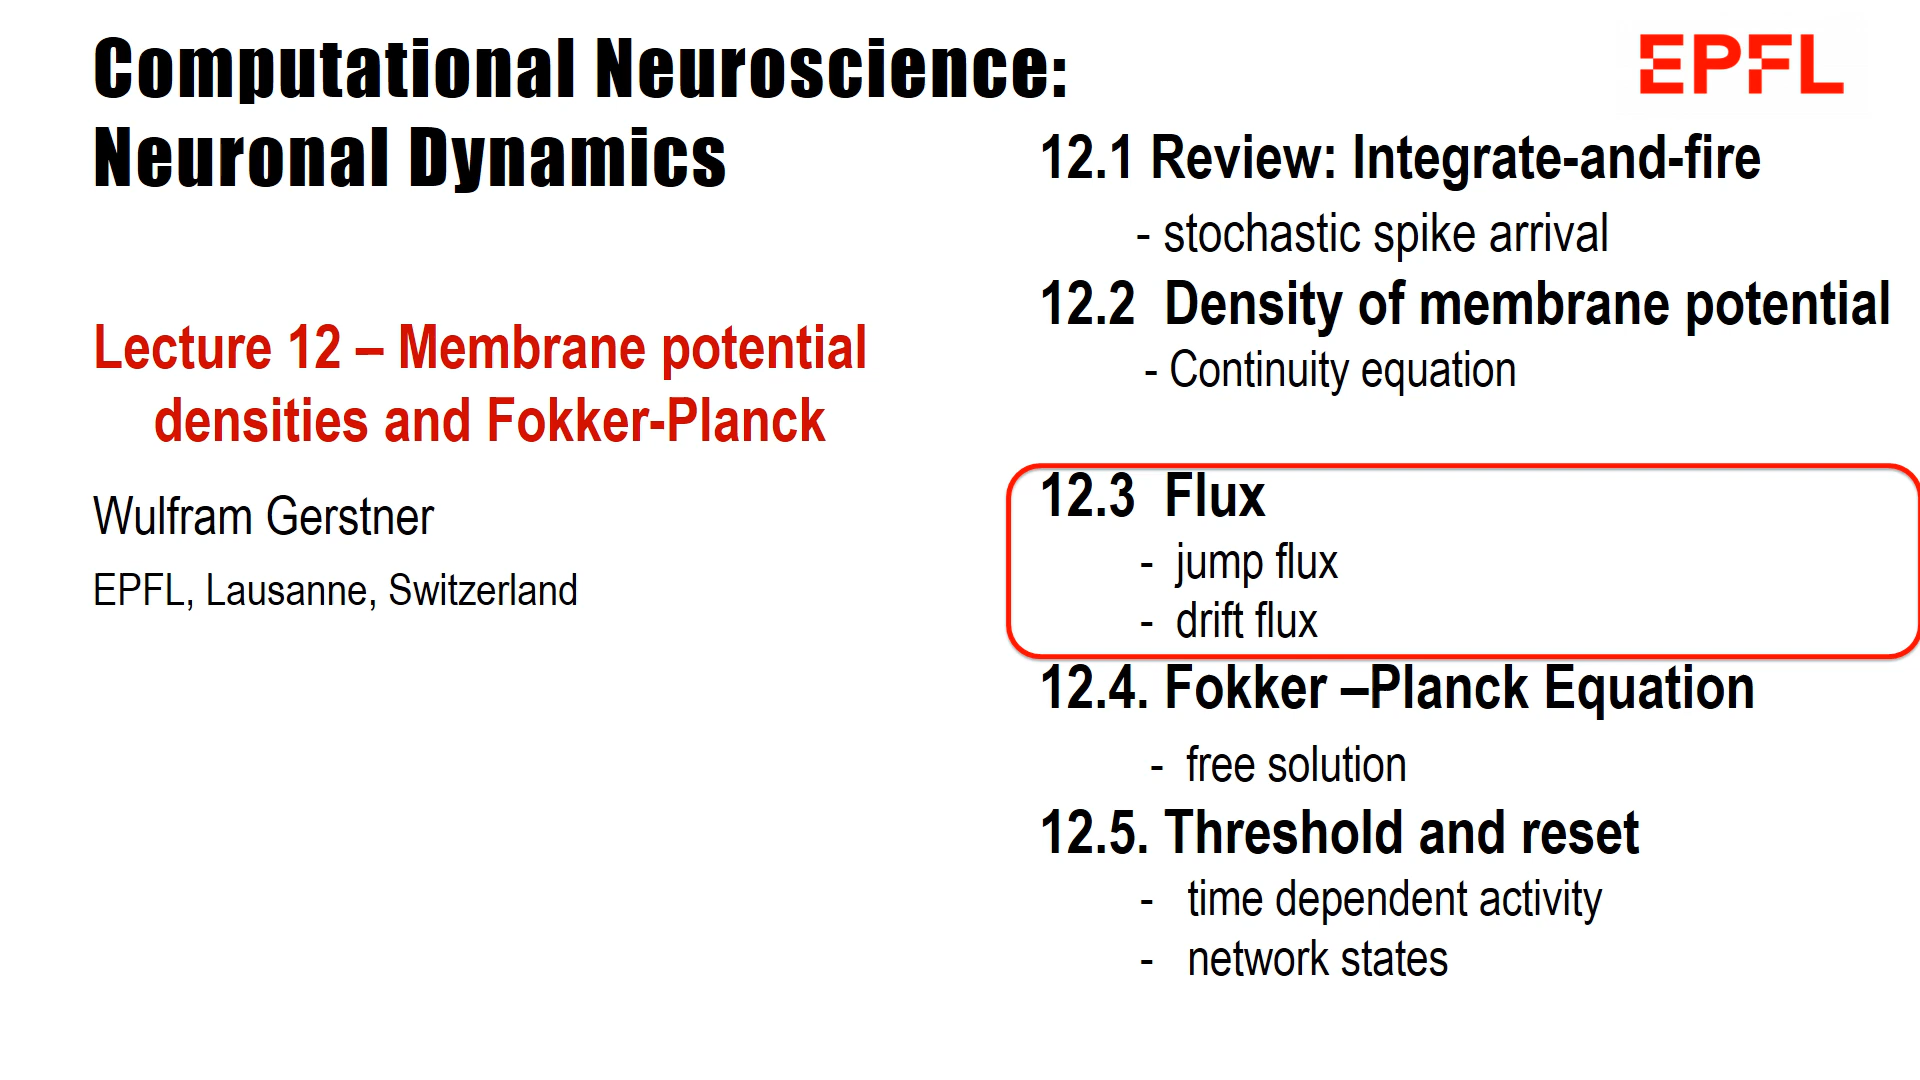 Computational Neuroscience:
Neuronal Dynamics
EPFL
Lecture 12 – Membrane potential
densities and Fokker-Planck
Wulfram Gerstner
EPFL, Lausanne, Switzerland
12.1 Review: Integrate-and-fire
- stochastic spike arrival
12.2 Density of membrane potential
- Continuity equation
12.3 Flux
- jump flux
- drift flux
12.4. Fokker –Planck Equation
- free solution
12.5. Threshold and reset
- time dependent activity
- network states